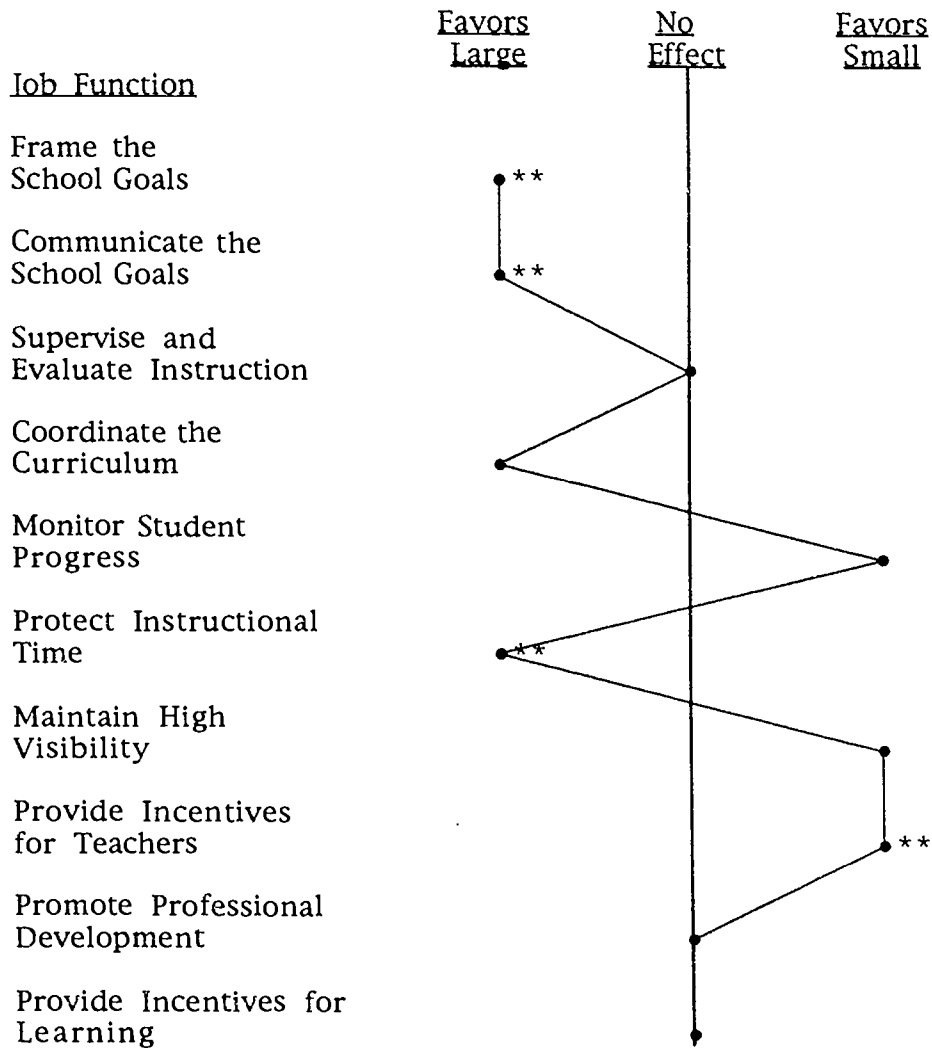 Favors No Favors
Large Effect Small
Job Function
Frame the
School Goals **
Communicate the
School Goals **
Supervise and
Evaluate Instruction
Coordinate the
Curriculum
Monitor Student
Progress
Protect Instructional
Time **
Maintain High
Visibility
Provide Incentives
for Teachers **
Promote Professional
Development
Provide Incentives for
Learning